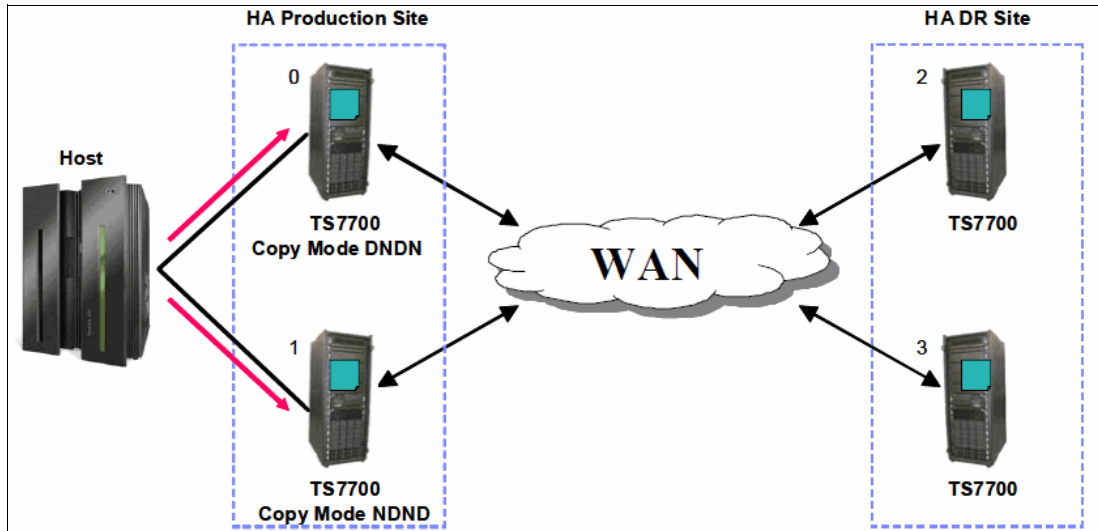 HA Production Site
HA DR Site
0
2
Host
TS7700
Copy Mode DNDN
TS7700
WAN
1
3
TS7700
Copy Mode NDND
TS7700